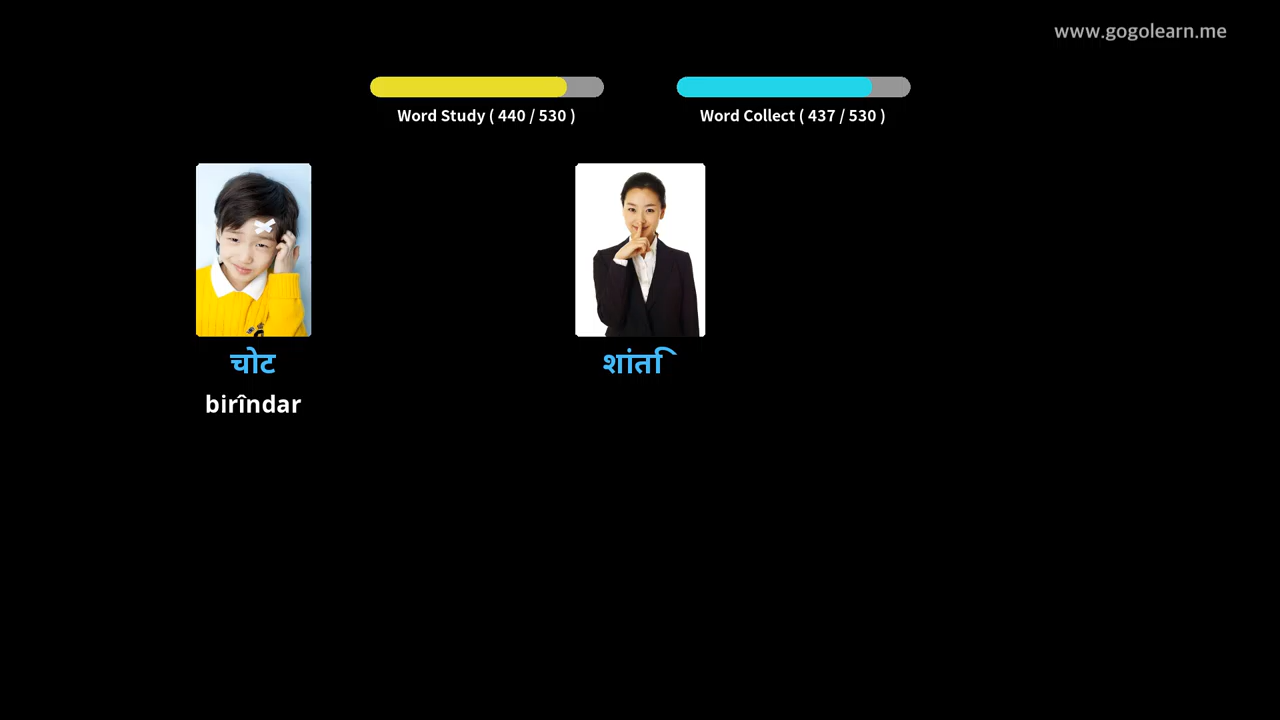 www.gogolearn.me
Word Study ( 440 / 530 )
Word Collect ( 437 / 530 )
चोट
शांति
birîndar